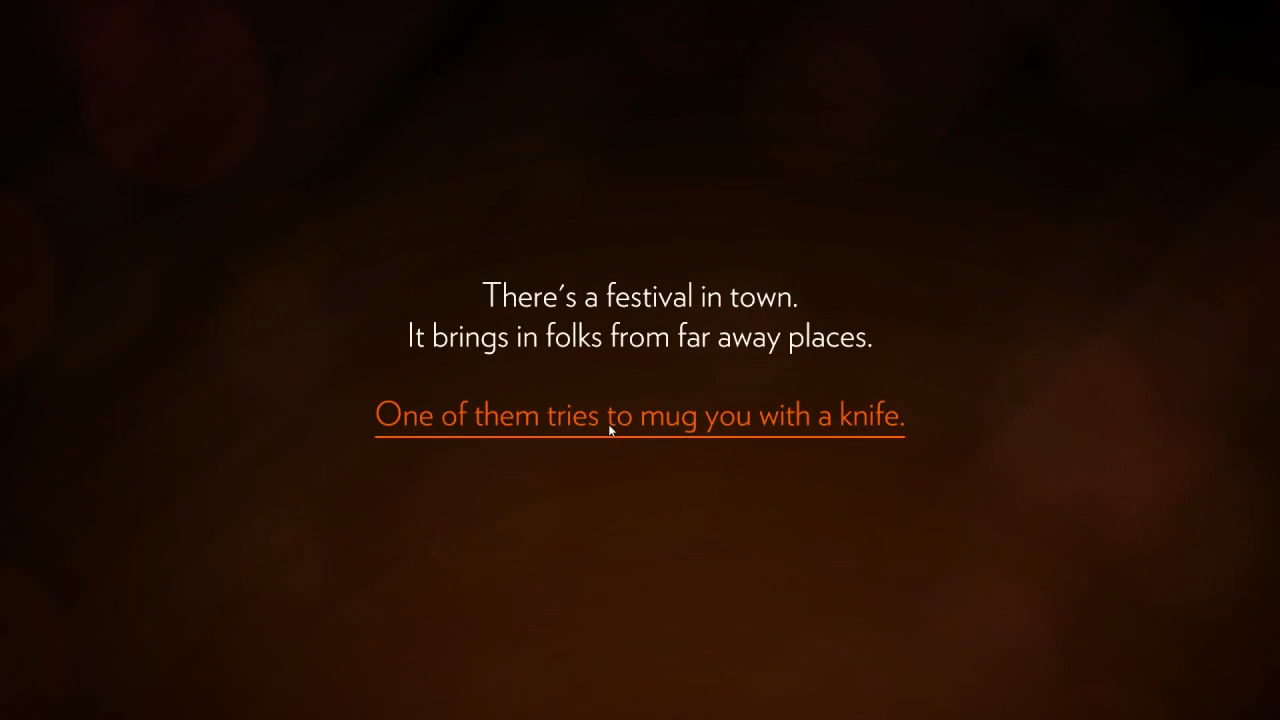 There's a festival in town.
It brings in folks from far away places.
One of them tries to mug you with a knife.